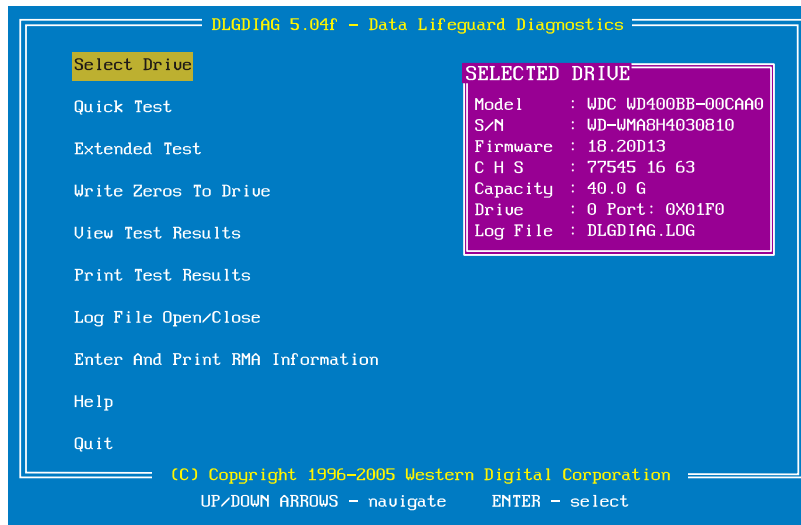 DLGDIAG 5.04f - Data Lifeguard Diagnostics
Select Drive
Quick Test
Extended Test
Write Zeros To Drive
View Test Results
Print Test Results
Log File Open/Close
Enter And Print RMA Information
Help
Quit
SELECTED DRIVE
Model : WDC WD400BB-00CAA0
S/N : WD-WMA8H4030810
Firmware : 18.20D13
C H S : 77545 16 63
Capacity : 40.0 G
Drive : 0 Port: 0X01F0
Log File : DLGDIAG.LOG
(C) Copyright 1996-2005 Western Digital Corporation
UP/DOWN ARROWS - navigate ENTER - select